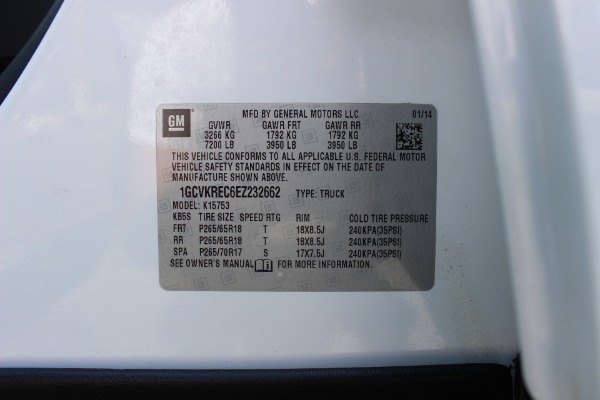 GM MFD BY GENERAL MOTORS LLC 01/14
GVWR GAWR FRT GAWR RR
3266 KG 1792 KG 1792 KG
7200 LB 3950 LB 3950 LB
THIS VEHICLE CONFORMS TO ALL APPLICABLE U.S. FEDERAL MOTOR
VEHICLE SAFETY STANDARDS IN EFFECT ON THE DATE OF
MANUFACTURE SHOWN ABOVE.
1GCVKREC6EZ232662 TYPE: TRUCK
MODEL: K15753
KB5S TIRE SIZE SPEED RTG RIM COLD TIRE PRESSURE
FRT P265/65R18 T 18X8.5J 240KPA(35PSI)
RR P265/65R18 T 18X8.5J 240KPA(35PSI)
SPA P265/70R17 S 17X7.5J 240KPA(35PSI)
SEE OWNER'S MANUAL FOR MORE INFORMATION.